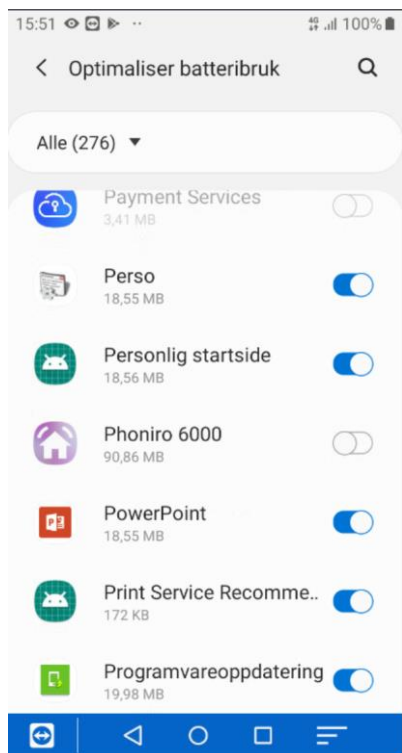 15:51 4G 100%
Optimaliser batteribruk
Alle (276)
Payment Services
3,41 MB
Perso
18,55 MB
Personlig startside
18,56 MB
Phoniro 6000
90,86 MB
PowerPoint
18,55 MB
Print Service Recomme..
172 KB
Programvareoppdatering
19,98 MB